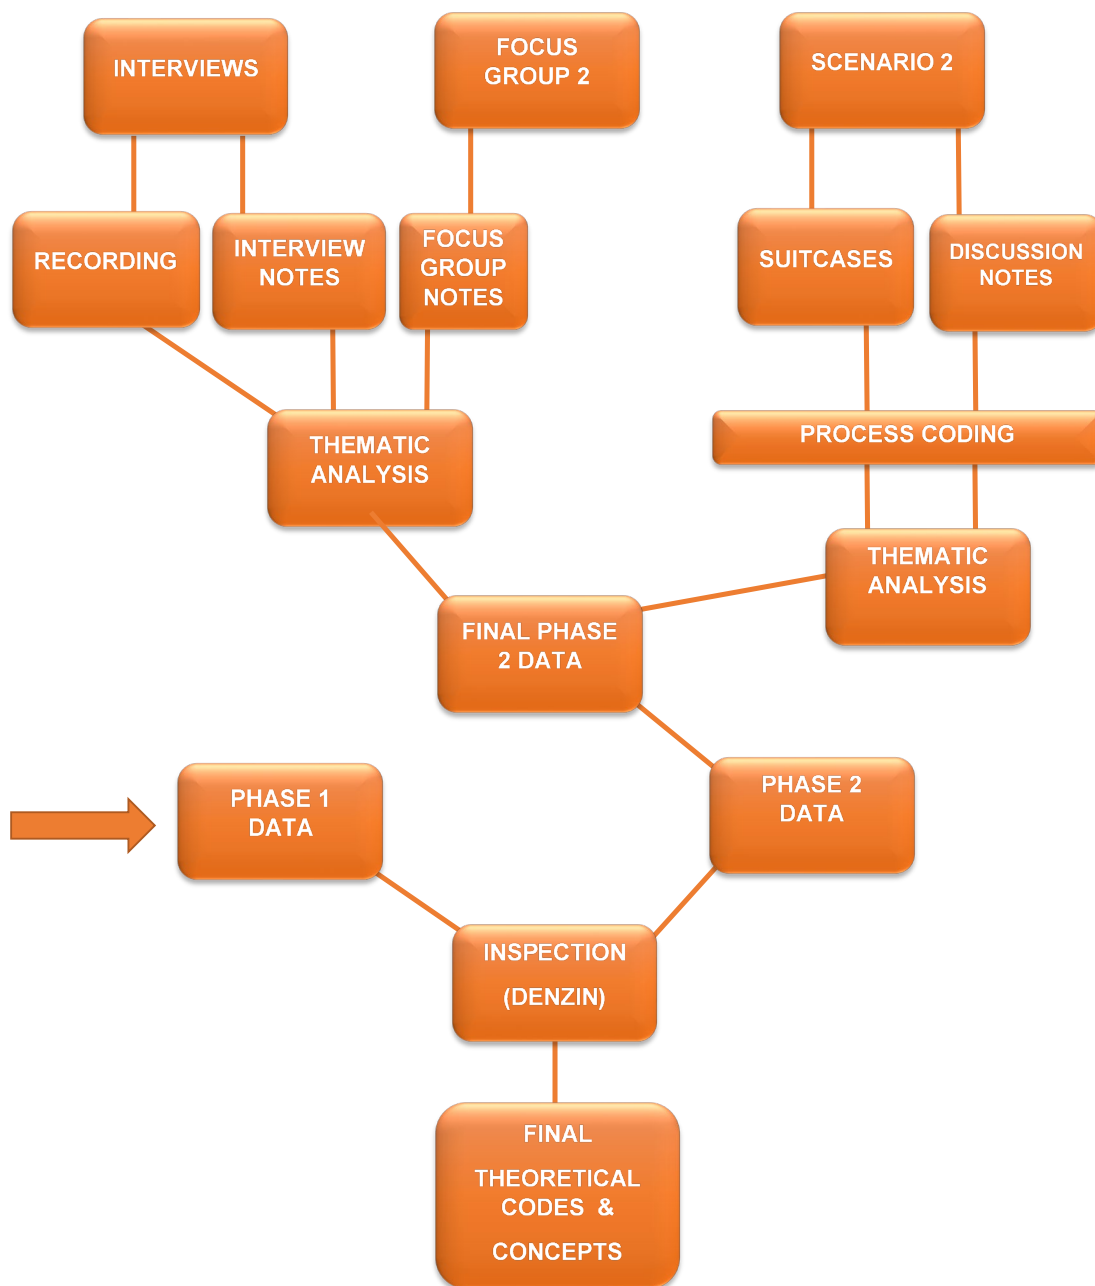 INTERVIEWS
FOCUS
GROUP 2
SCENARIO 2
RECORDING
INTERVIEW
NOTES
FOCUS
GROUP
NOTES
SUITCASES
DISCUSSION
NOTES
THEMATIC
ANALYSIS
PROCESS CODING
THEMATIC
ANALYSIS
FINAL PHASE
2 DATA
PHASE 1
DATA
PHASE 2
DATA
INSPECTION
(DENZIN)
FINAL
THEORETICAL
CODES &
CONCEPTS